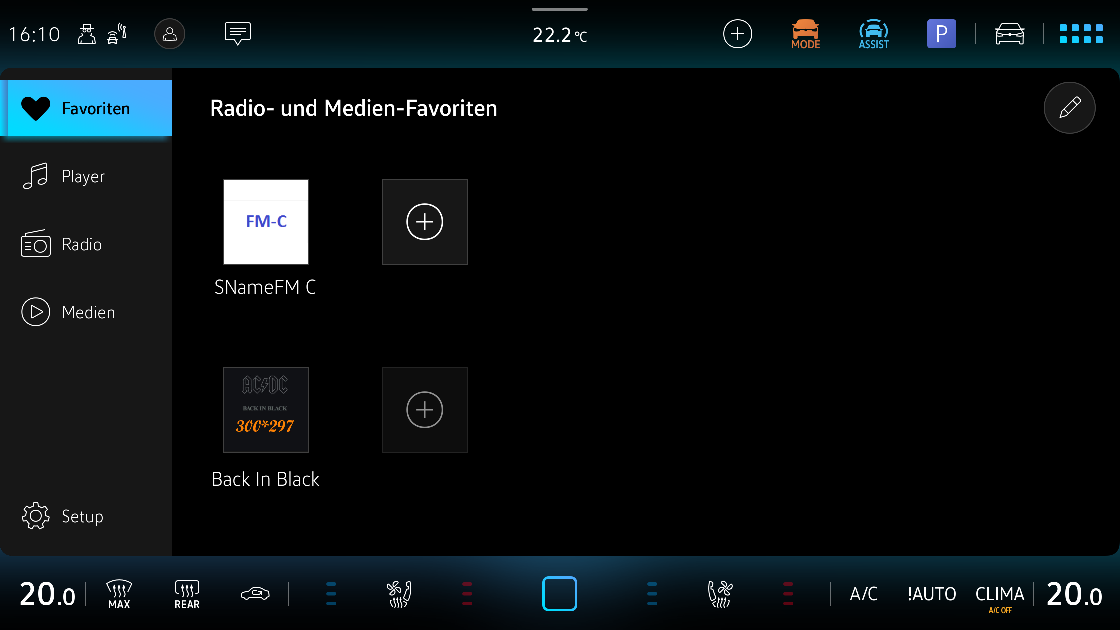 16:10
22.2°C
MODE
ASSIST
P
Favoriten
Radio- und Medien-Favoriten
Player
FM-C
Radio
SNameFM C
Medien
AC/DC
BACK IN BLACK
300*297
Back In Black
Setup
20.0
MAX
REAR
A/C
!AUTO
CLIMA
A/C OFF
20.0